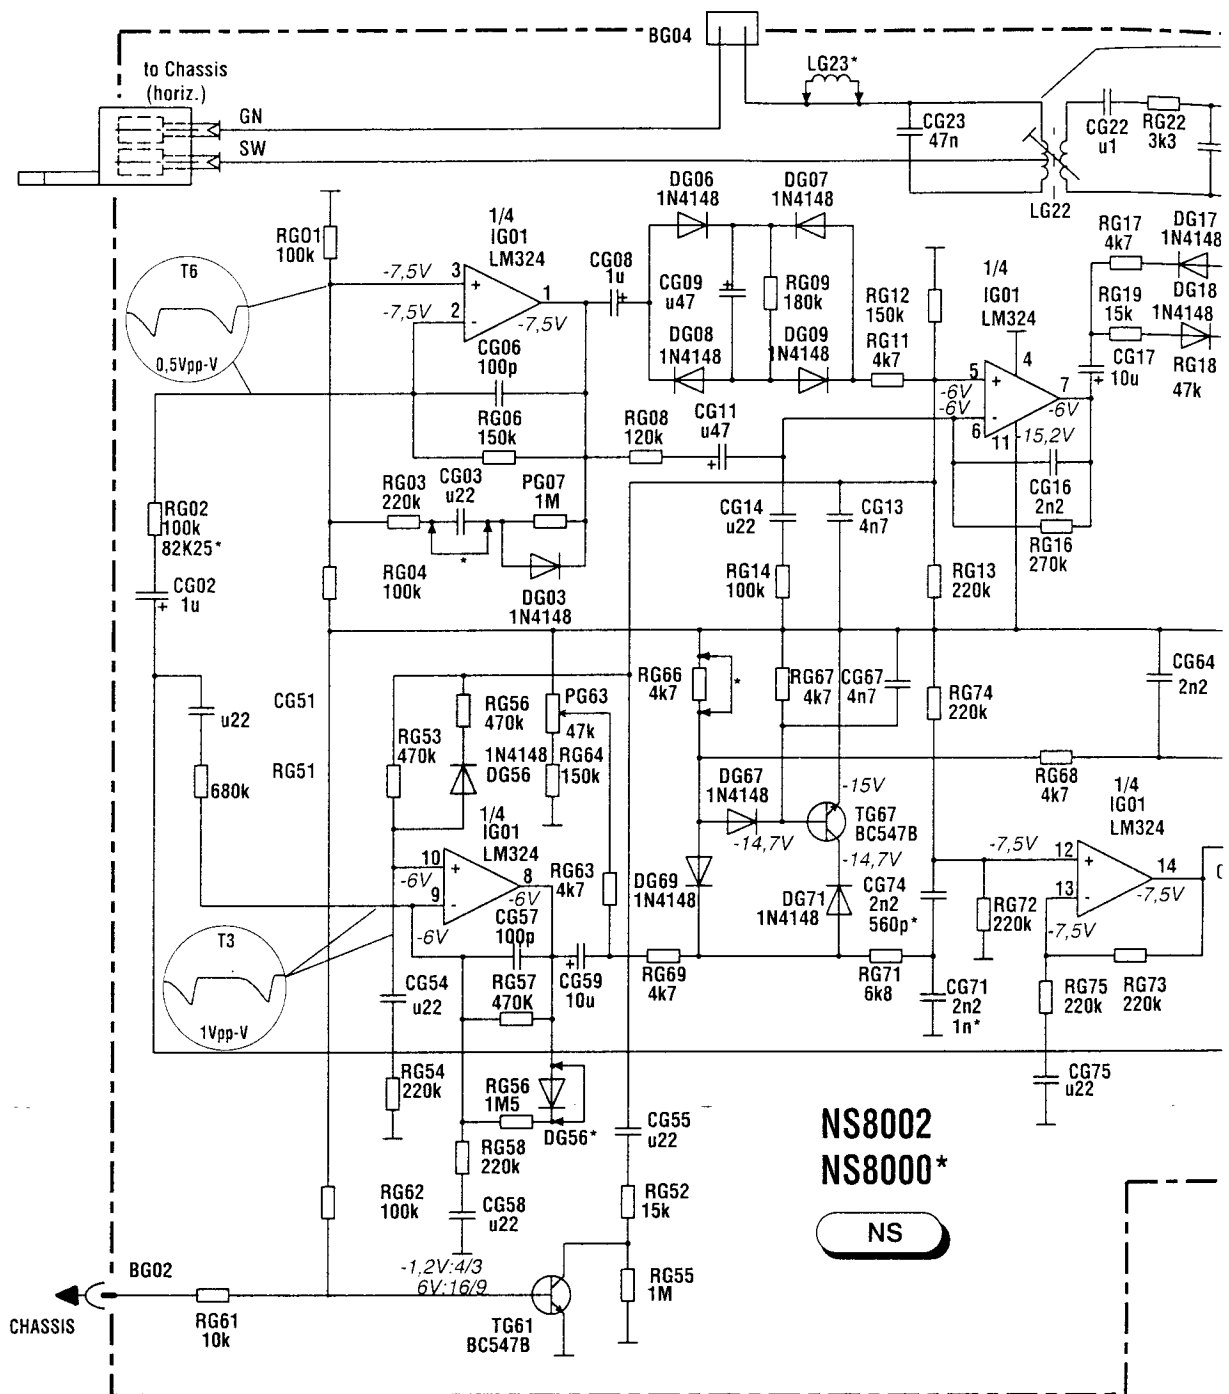 BG04
to Chassis
(horiz.)
GN
SW
LG23*
CG23
47n
CG22
u1
RG22
3k3
LG22
RG01
100k
1/4
IG01
LM324
-7,5V
3
+
-7,5V
2
-
1
-7,5V
T6
0,5Vpp-V
CG06
100p
RG06
150k
CG08
1u
+
DG06
1N4148
DG07
1N4148
CG09
u47
+
RG09
180k
DG08
1N4148
DG09
1N4148
RG12
150k
RG11
4k7
1/4
IG01
LM324
4
5
+
-6V
-6V
-
6
7
-6V
11
-15,2V
RG17
4k7
DG17
1N4148
RG19
15k
DG18
1N4148
CG17
10u
+
RG18
47k
CG16
2n2
RG16
270k
RG08
120k
CG11
u47
+
RG03
220k
CG03
u22
*
PG07
1M
DG03
1N4148
RG02
100k
82K25*
CG02
1u
+
RG04
100k
CG14
u22
CG13
4n7
RG14
100k
RG13
220k
RG66
4k7
*
RG67
4k7
CG67
4n7
RG74
220k
CG64
2n2
u22
CG51
RG51
680k
RG53
470k
RG56
470k
1N4148
DG56
PG63
47k
RG64
150k
1/4
IG01
LM324
10
+
-6V
9
-
-6V
8
-6V
RG63
4k7
DG67
1N4148
-14,7V
-15V
TG67
BC547B
-14,7V
DG69
1N4148
DG71
1N4148
CG74
2n2
560p*
RG68
4k7
1/4
IG01
LM324
-7,5V
12
+
13
-
-7,5V
14
-7,5V
RG72
220k
T3
1Vpp-V
CG57
100p
RG57
470K
CG59
10u
+
CG54
u22
RG69
4k7
RG71
6k8
CG71
2n2
1n*
RG75
220k
RG73
220k
RG54
220k
RG56
1M5
DG56*
CG75
u22
RG58
220k
CG58
u22
CG55
u22
RG52
15k
RG62
100k
RG55
1M
NS8002
NS8000*
NS
BG02
-1,2V:4/3
6V:16/9
CHASSIS
RG61
10k
TG61
BC547B